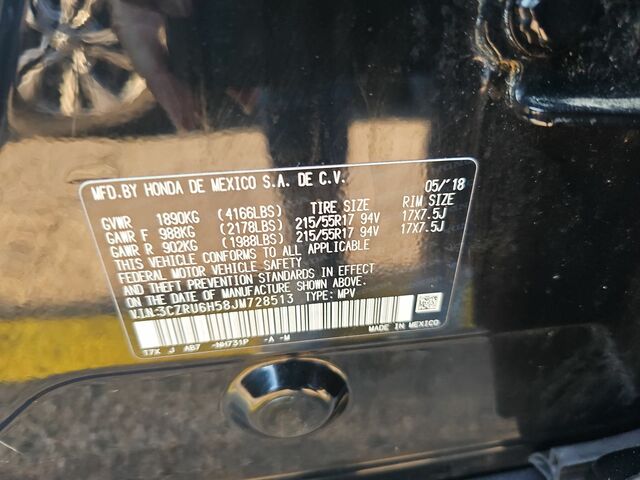 MFD.BY HONDA DE MEXICO S.A. DE C.V. 05/'18
GVWR 1890KG (4166LBS) TIRE SIZE RIM SIZE
GAWR F 988KG (2178LBS) 215/55R17 94V 17X7.5J
GAWR R 902KG (1988LBS) 215/55R17 94V 17X7.5J
THIS VEHICLE CONFORMS TO ALL APPLICABLE
FEDERAL MOTOR VEHICLE SAFETY
AND THEFT PREVENTION STANDARDS IN EFFECT
ON THE DATE OF MANUFACTURE SHOWN ABOVE.
V.I.N:3CZRU6H58JM728513 TYPE: MPV
MADE IN MEXICO
17X J AB7 -NH731P -A -M